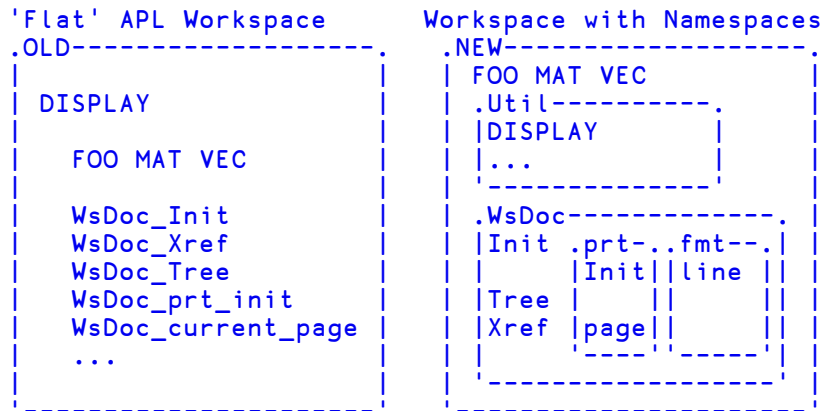 'Flat' APL Workspace      Workspace with Namespaces
.OLD-------------------.   .NEW-------------------.
|                      |   | FOO MAT VEC          |
| DISPLAY              |   | .Util----------.     |
|                      |   | |DISPLAY       |     |
|   FOO MAT VEC        |   | |...           |     |
|                      |   | '--------------'     |
|   WsDoc_Init         |   | .WsDoc-------------. |
|   WsDoc_Xref         |   | |Init .prt-..fmt--.| |
|   WsDoc_Tree         |   | |     |Init||line || |
|   WsDoc_prt_init     |   | |Tree |    ||     || |
|   WsDoc_current_page |   | |Xref |page||     || |
|   ...                |   | |     '----''-----'| |
|                      |   | '------------------' |
'----------------------'   '----------------------'